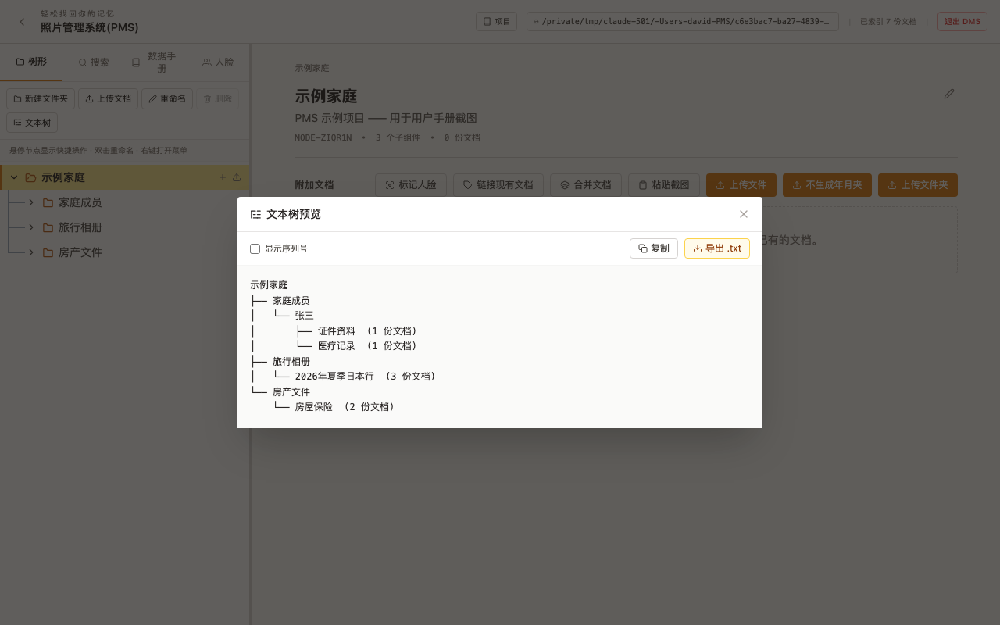 轻松找回你的记忆
照片管理系统(PMS)
项目
/private/tmp/claude-501/-Users-david-PMS/c6e3bac7-ba27-4839-…
已索引 7 份文档
退出 DMS
树形
搜索
数据手册
人脸
新建文件夹
上传文档
重命名
删除
文本树
悬停节点显示快捷操作 · 双击重命名 · 右键打开菜单
示例家庭
家庭成员
旅行相册
房产文件
示例家庭
示例家庭
PMS 示例项目 —— 用于用户手册截图
NODE-ZIQR1N • 3 个子组件 • 0 份文档
附加文档
标记人脸
链接现有文档
合并文档
粘贴截图
上传文件
不生成年月夹
上传文件夹
已有的文档。
文本树预览
显示序列号
复制
导出 .txt
示例家庭
├── 家庭成员
│   └── 张三
│       ├── 证件资料  (1 份文档)
│       └── 医疗记录  (1 份文档)
├── 旅行相册
│   └── 2026年夏季日本行  (3 份文档)
└── 房产文件
    └── 房屋保险  (2 份文档)